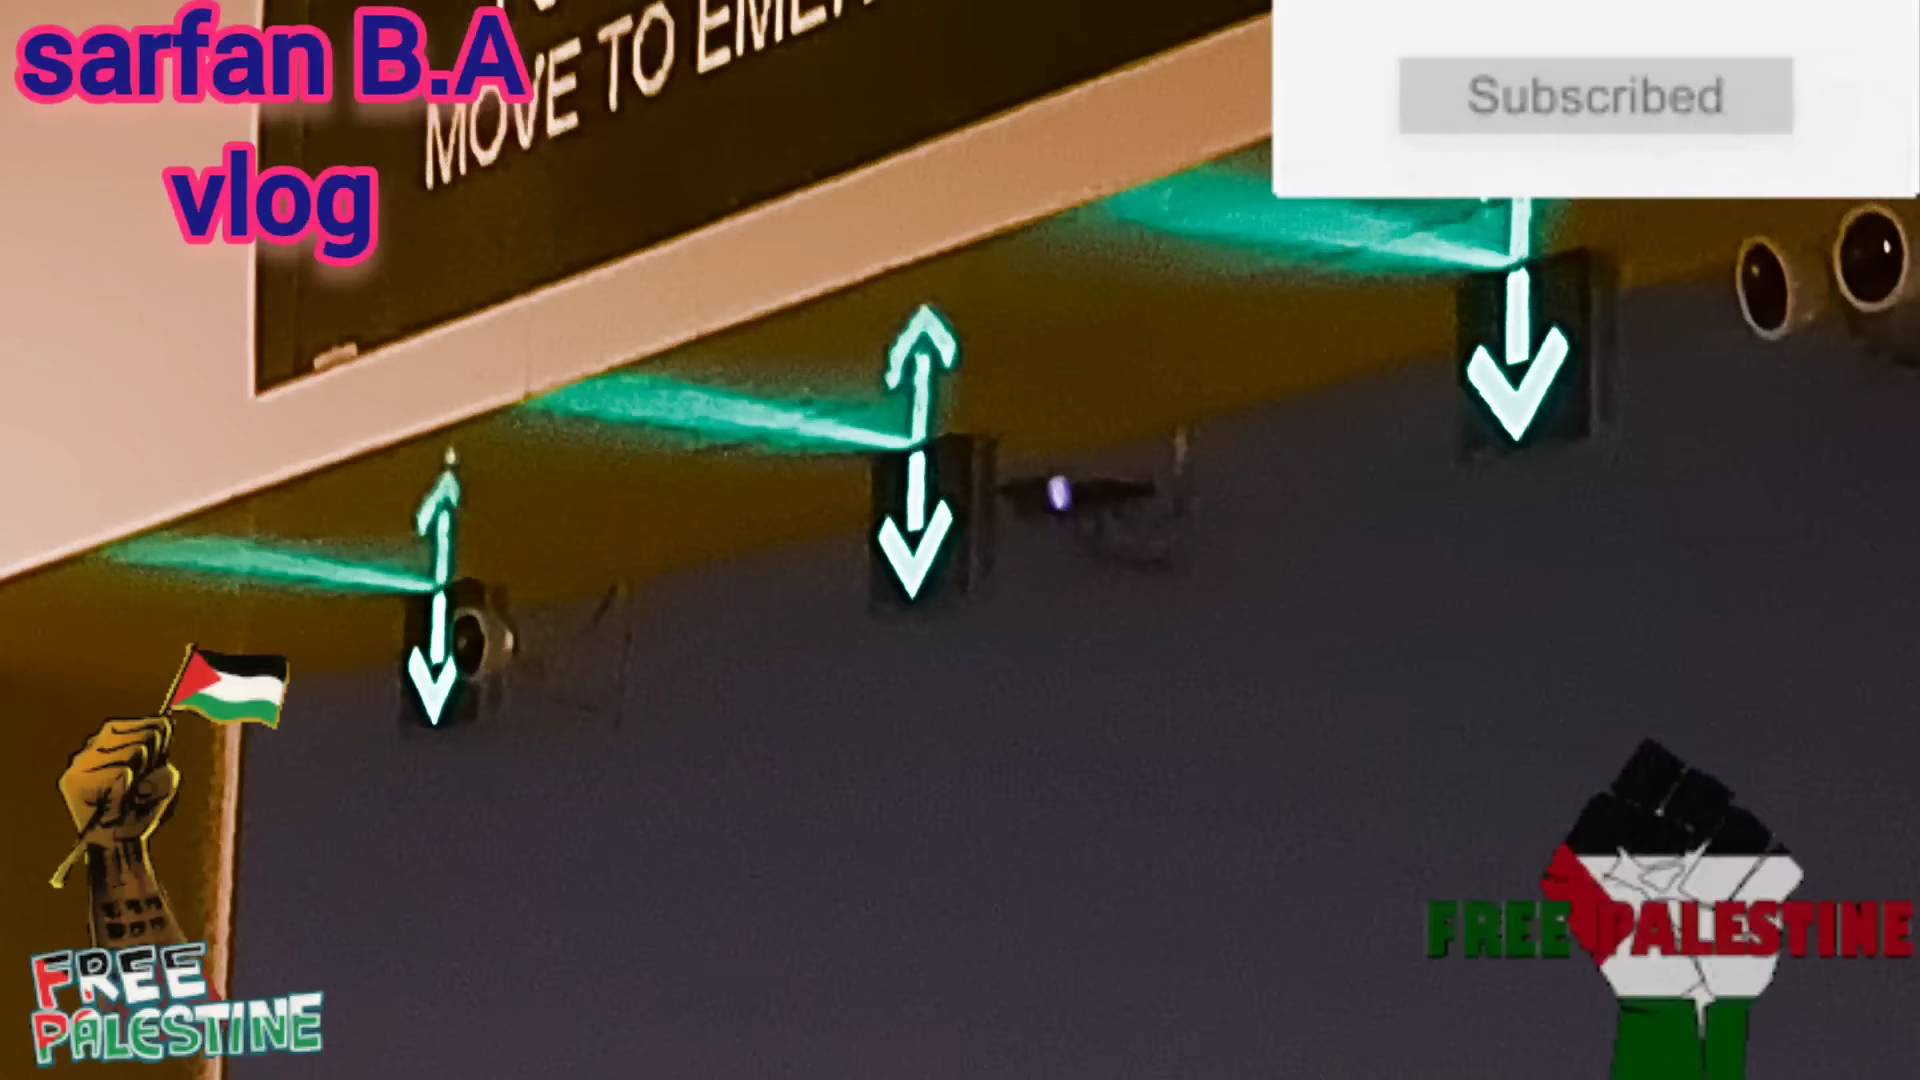 sarfan B.A
vlog
MOVE TO
Subscribed
FREE
PALESTINE
FREE PALESTINE